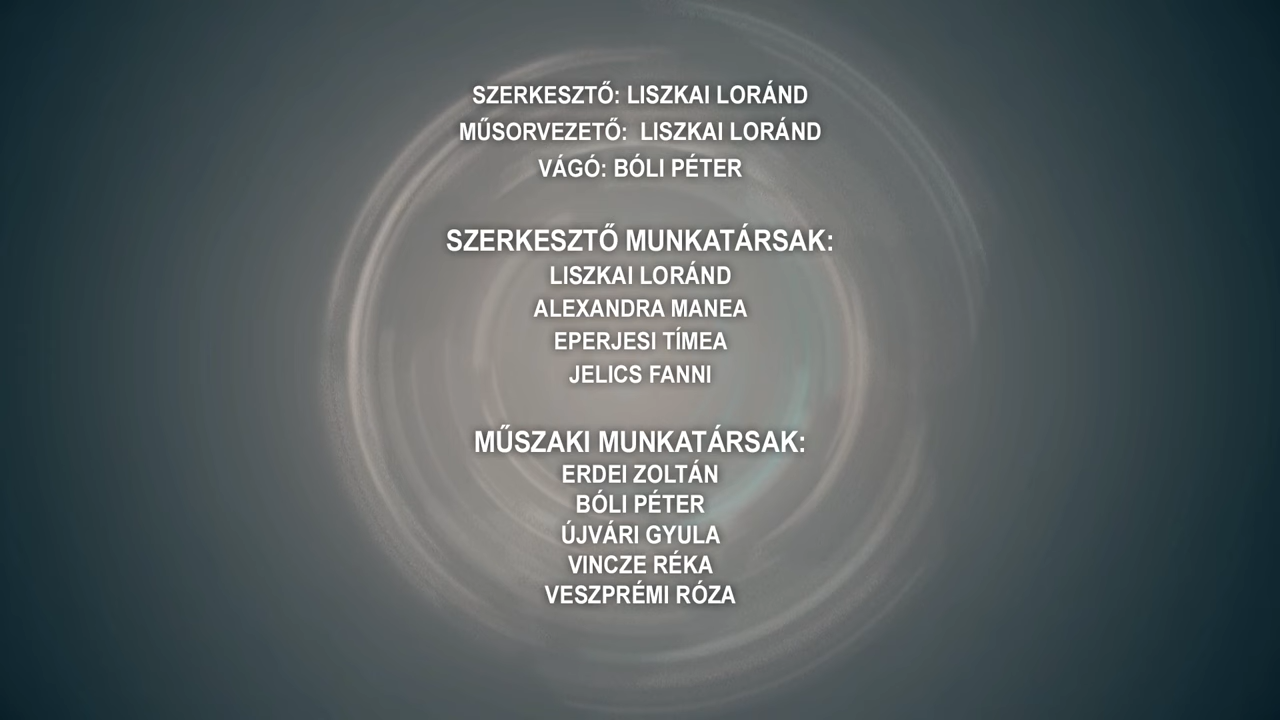 SZERKESZTŐ: LISZKAI LORÁND
MŰSORVEZETŐ: LISZKAI LORÁND
VÁGÓ: BÓLI PÉTER
SZERKESZTŐ MUNKATÁRSAK:
LISZKAI LORÁND
ALEXANDRA MANEA
EPERJESI TÍMEA
JELICS FANNI
MŰSZAKI MUNKATÁRSAK:
ERDEI ZOLTÁN
BÓLI PÉTER
ÚJVÁRI GYULA
VINCZE RÉKA
VESZPRÉMI RÓZA